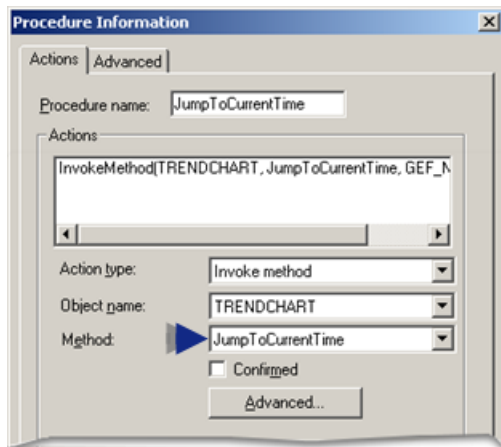 Procedure Information
Actions Advanced
Procedure name: JumpToCurrentTime
Actions
InvokeMethod(TRENDCHART, JumpToCurrentTime, GEF_N
Action type: Invoke method
Object name: TRENDCHART
Method: JumpToCurrentTime
Confirmed
Advanced...